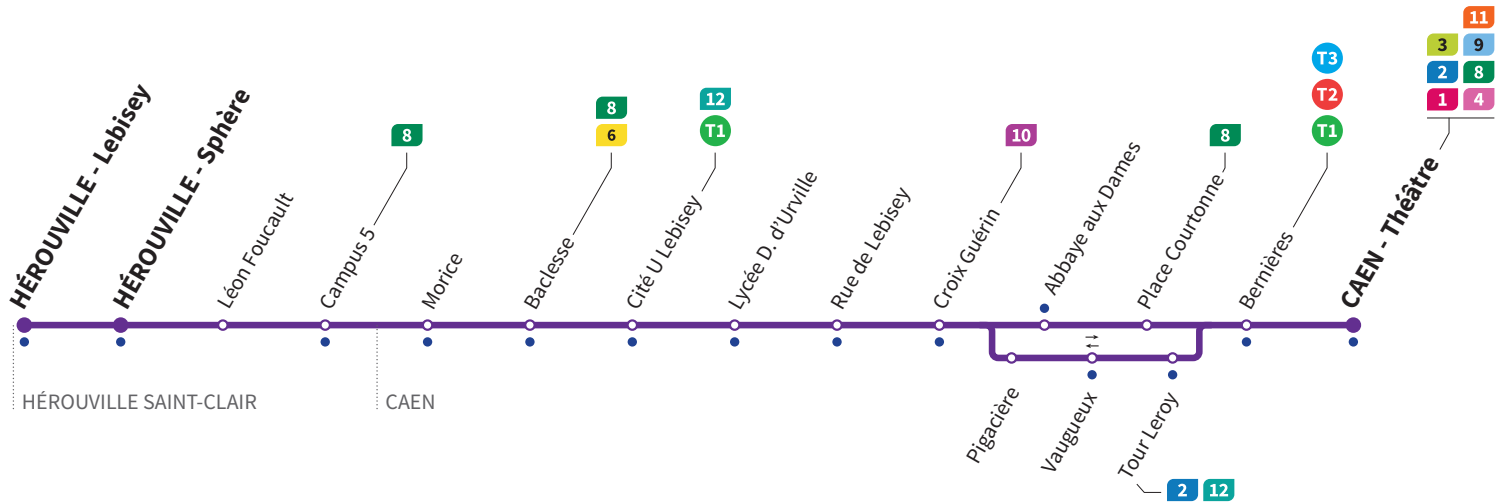 HÉROUVILLE - Lebisey
HÉROUVILLE - Sphère
Léon Foucault
Campus 5
8
Morice
Baclesse
8
6
Cité U Lebisey
12
T1
Lycée D. d'Urville
Rue de Lebisey
Croix Guérin
10
Abbaye aux Dames
Place Courtonne
8
Bernières
T3
T2
T1
CAEN - Théâtre
11
3 9
2 8
1 4
Pigacière
Vaugueux
Tour Leroy
2 12
HÉROUVILLE SAINT-CLAIR
CAEN